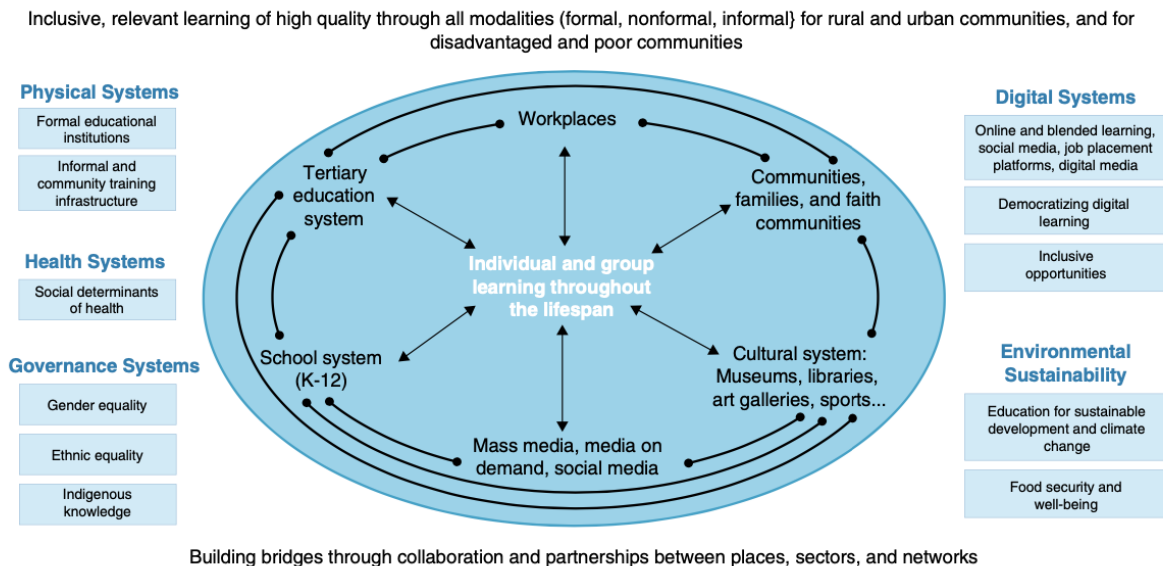 Inclusive, relevant learning of high quality through all modalities (formal, nonformal, informal} for rural and urban communities, and for
disadvantaged and poor communities
Physical Systems
Formal educational
institutions
Informal and
community training
infrastructure
Health Systems
Social determinants
of health
Governance Systems
Gender equality
Ethnic equality
Indigenous
knowledge
Workplaces
Tertiary
education
system
Communities,
families, and faith
communities
Individual and group
learning throughout
the lifespan
School system
(K-12)
Cultural system:
Museums, libraries,
art galleries, sports...
Mass media, media on
demand, social media
Digital Systems
Online and blended learning,
social media, job placement
platforms, digital media
Democratizing digital
learning
Inclusive
opportunities
Environmental
Sustainability
Education for sustainable
development and climate
change
Food security and
well-being
Building bridges through collaboration and partnerships between places, sectors, and networks